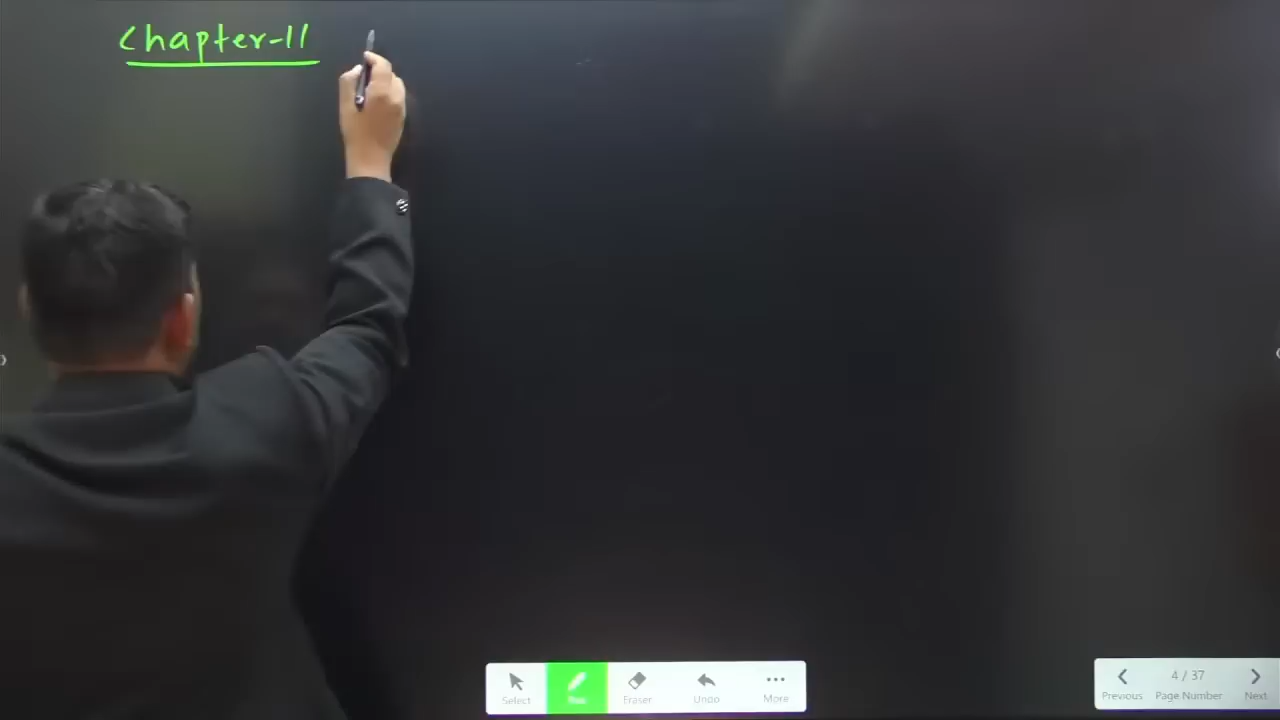 Chapter-11
Select
Pen
Eraser
Undo
More
4 / 37
Previous Page Number Next